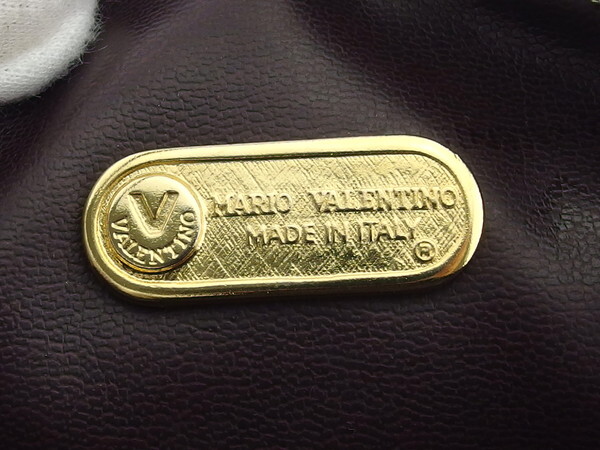 V
VALENTINO
MARIO VALENTINO
MADE IN ITALY
®